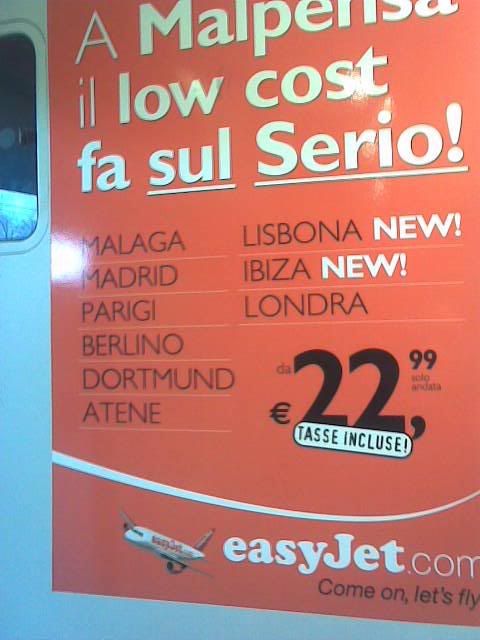 A Malpensa
il low cost
fa sul Serio!
MALAGA
MADRID
PARIGI
BERLINO
DORTMUND
ATENE
LISBONA NEW!
IBIZA NEW!
LONDRA
da
€ 22,99
solo
andata
TASSE INCLUSE!
easyJet
easyJet.com
Come on, let's fly